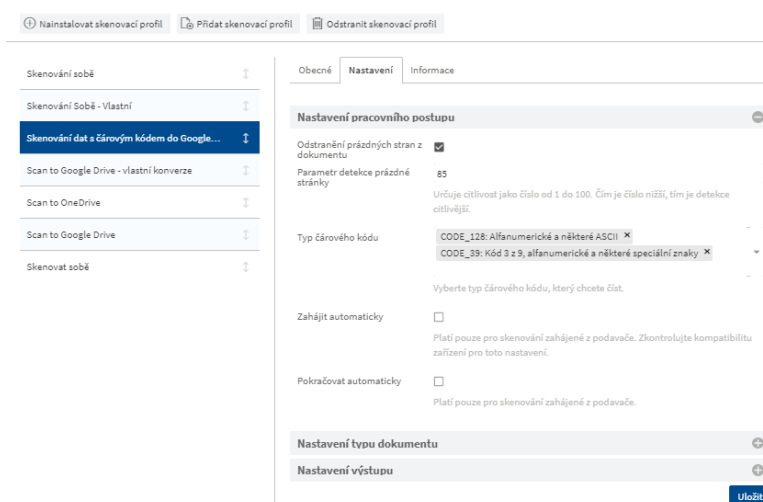 Nainstalovat skenovací profil Přidat skenovací profil Odstranit skenovací profil
Skenování sobě
Skenování Sobě - Vlastní
Skenování dat s čárovým kódem do Google...
Scan to Google Drive - vlastní konverze
Scan to OneDrive
Scan to Google Drive
Skenovat sobě
Obecné Nastavení Informace
Nastavení pracovního postupu
Odstranění prázdných stran z
dokumentu
Parametr detekce prázdné
stránky
85
Určuje citlivost jako číslo od 1 do 100. Čím je číslo nižší, tím je detekce
citlivější.
Typ čárového kódu
CODE_128: Alfanumerické a některé ASCII ×
CODE_39: Kód 3 z 9, alfanumerické a některé speciální znaky ×
Vyberte typ čárového kódu, který chcete číst.
Zahájit automaticky
Platí pouze pro skenování zahájené z podavače. Zkontrolujte kompatibilitu
zařízení pro toto nastavení.
Pokračovat automaticky
Platí pouze pro skenování zahájené z podavače.
Nastavení typu dokumentu
Nastavení výstupu
Uložit